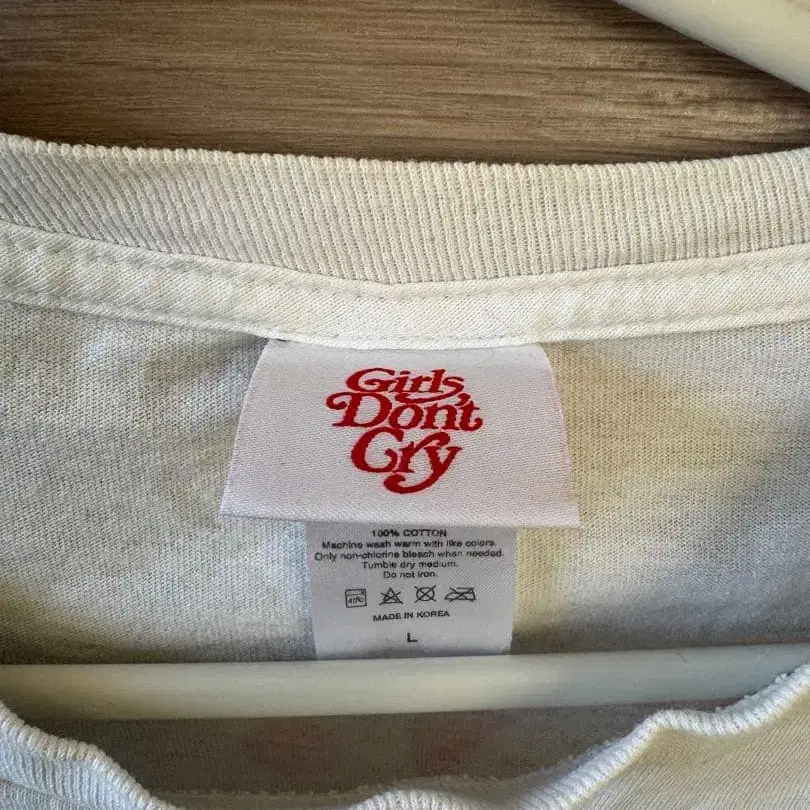 Girls
Don't
Cry
100% COTTON
Machine wash warm with like colors.
Only non-chlorine bleach when needed.
Tumble dry medium.
Do not iron.
40°C
MADE IN KOREA
L